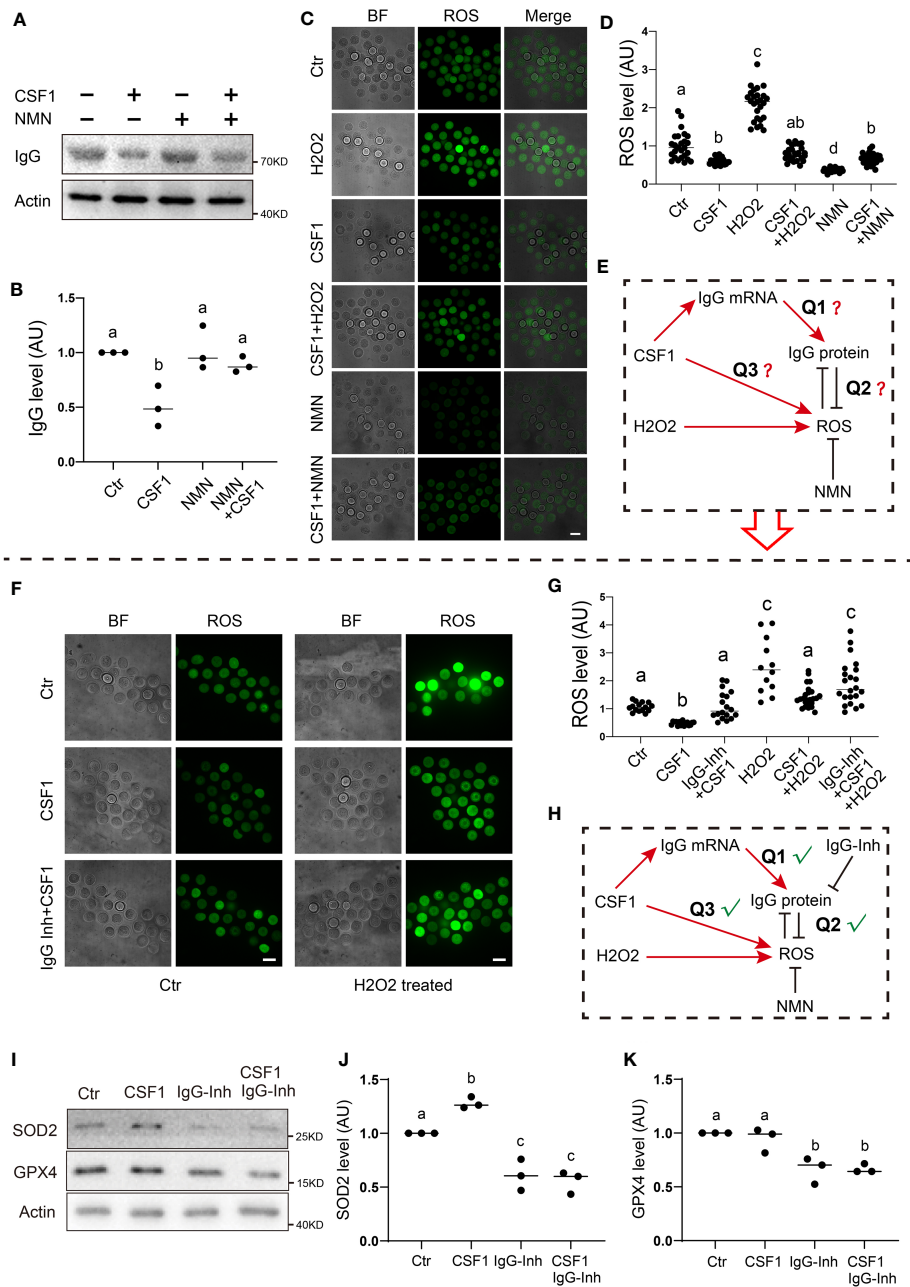 A
CSF1 – + – +
NMN – – + +
IgG
70KD
Actin
40KD
B
IgG level (AU)
1.5
1.0
0.5
0.0
a
b
a
a
Ctr
CSF1
NMN
NMN
+CSF1
C
BF
ROS
Merge
Ctr
H2O2
CSF1
CSF1+H2O2
NMN
CSF1+NMN
D
ROS level (AU)
4
3
2
1
0
a
b
c
ab
d
b
Ctr
CSF1
H2O2
CSF1
+H2O2
NMN
CSF1
+NMN
E
IgG mRNA
Q1 ?
CSF1
IgG protein
Q3 ?
Q2 ?
H2O2
ROS
NMN
F
BF
ROS
BF
ROS
Ctr
CSF1
IgG Inh+CSF1
Ctr
H2O2 treated
G
ROS level (AU)
5
4
3
2
1
0
a
b
a
c
a
c
Ctr
CSF1
IgG-Inh
+CSF1
H2O2
CSF1
+H2O2
IgG-Inh
+CSF1
+H2O2
H
IgG mRNA
Q1 √
IgG-Inh
CSF1
IgG protein
Q3 √
Q2 √
H2O2
ROS
NMN
I
Ctr
CSF1
IgG-Inh
CSF1
IgG-Inh
SOD2
25KD
GPX4
15KD
Actin
40KD
J
SOD2 level (AU)
1.5
1.0
0.5
0.0
a
b
c
c
Ctr
CSF1
IgG-Inh
CSF1
IgG-Inh
K
GPX4 level (AU)
1.5
1.0
0.5
0.0
a
a
b
b
Ctr
CSF1
IgG-Inh
CSF1
IgG-Inh